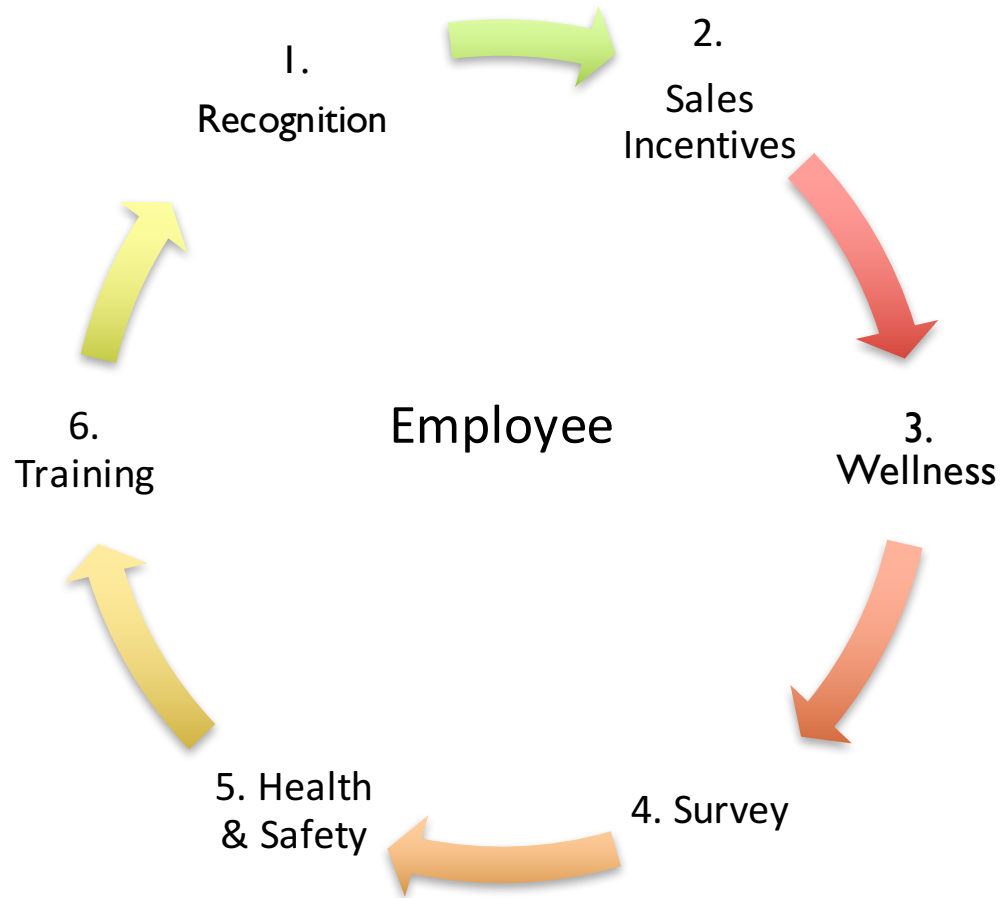 1.
Recognition
2.
Sales
Incentives
3.
Wellness
4. Survey
5. Health
& Safety
6.
Training
Employee